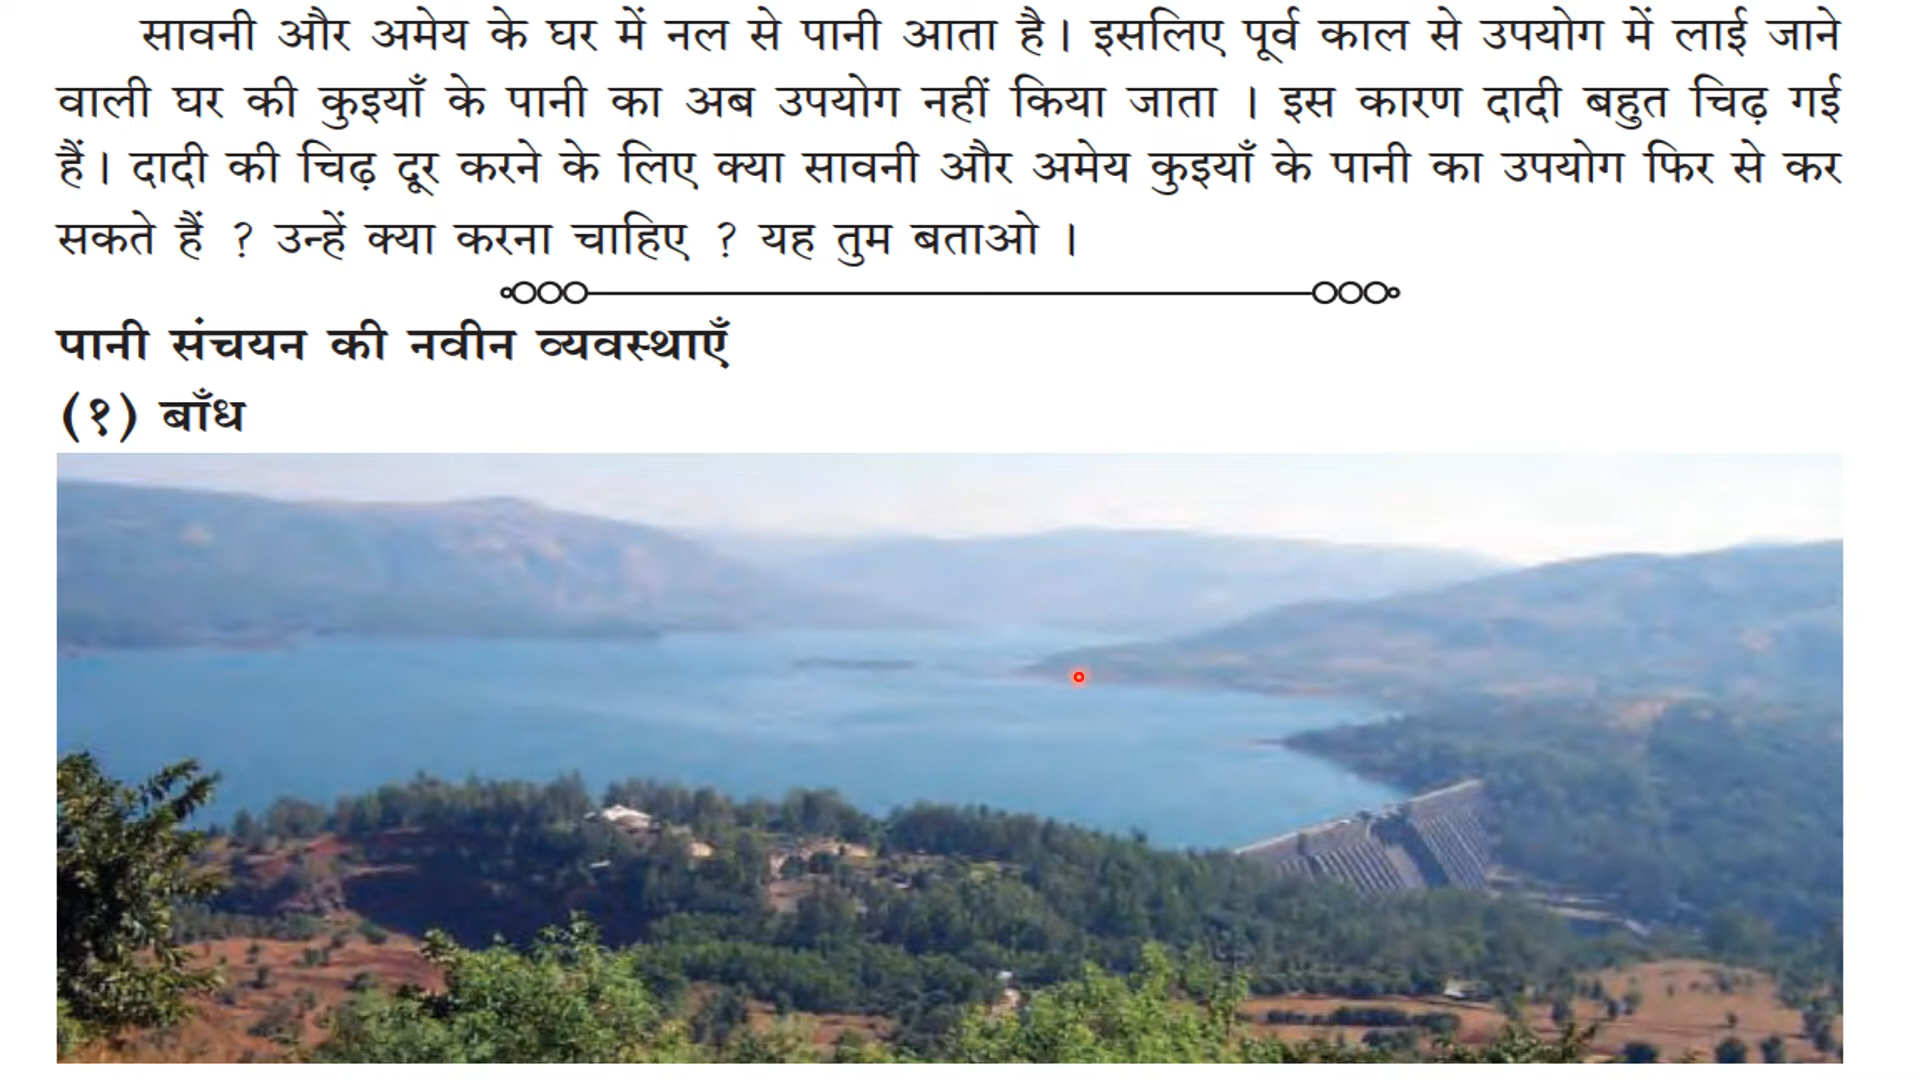 सावनी और अमेय के घर में नल से पानी आता है। इसलिए पूर्व काल से उपयोग में लाई जाने
वाली घर की कुइयाँ के पानी का अब उपयोग नहीं किया जाता । इस कारण दादी बहुत चिढ़ गई
हैं। दादी की चिढ़ दूर करने के लिए क्या सावनी और अमेय कुइयाँ के पानी का उपयोग फिर से कर
सकते हैं ? उन्हें क्या करना चाहिए ? यह तुम बताओ ।
पानी संचयन की नवीन व्यवस्थाएँ
(१) बाँध